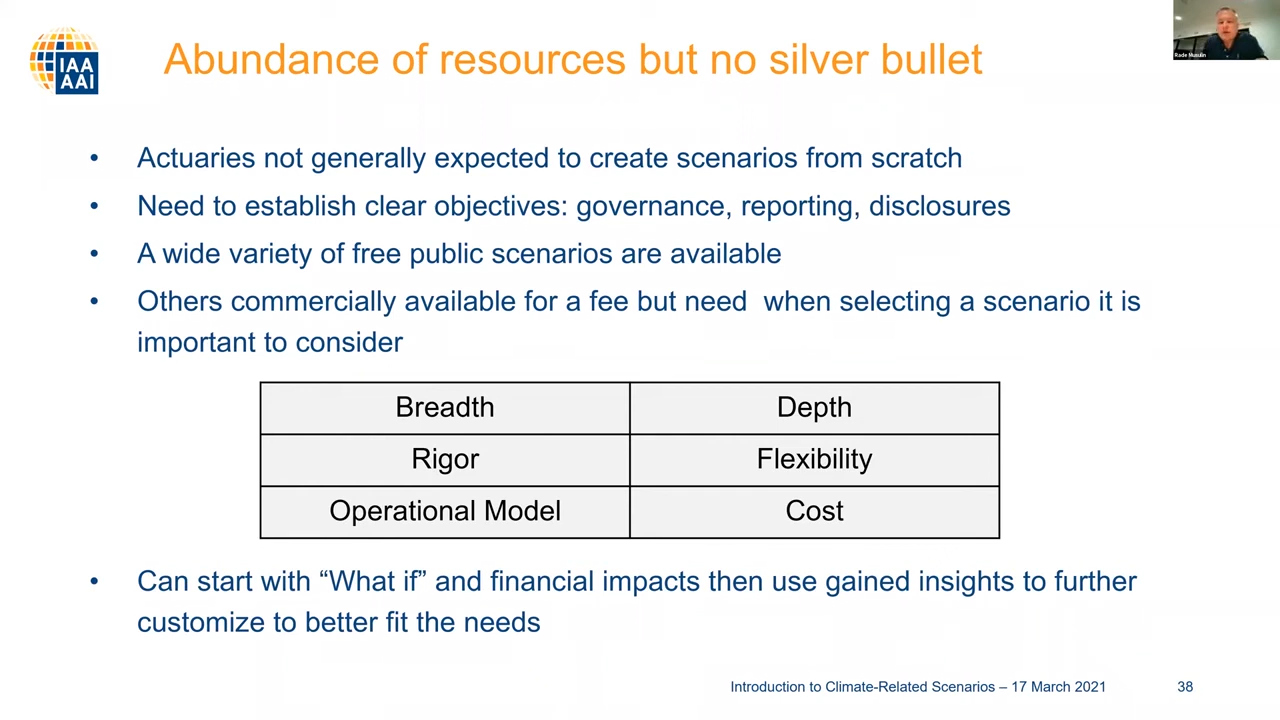 IAA
AAI
Abundance of resources but no silver bullet
Rade Musulin
• Actuaries not generally expected to create scenarios from scratch
• Need to establish clear objectives: governance, reporting, disclosures
• A wide variety of free public scenarios are available
• Others commercially available for a fee but need  when selecting a scenario it is
important to consider
Breadth Depth
Rigor Flexibility
Operational Model Cost
• Can start with “What if” and financial impacts then use gained insights to further
customize to better fit the needs
Introduction to Climate-Related Scenarios – 17 March 2021 38